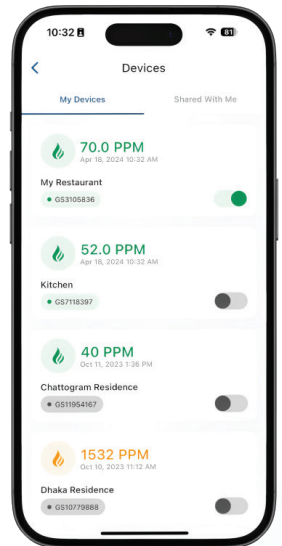 10:32
81
Devices
My Devices
Shared With Me
70.0 PPM
Apr 18, 2024 10:32 AM
My Restaurant
GS3105836
52.0 PPM
Apr 18, 2024 10:32 AM
Kitchen
GS7118397
40 PPM
Oct 11, 2023 1:36 PM
Chattogram Residence
GS11954167
1532 PPM
Oct 10, 2023 11:12 AM
Dhaka Residence
GS10779888